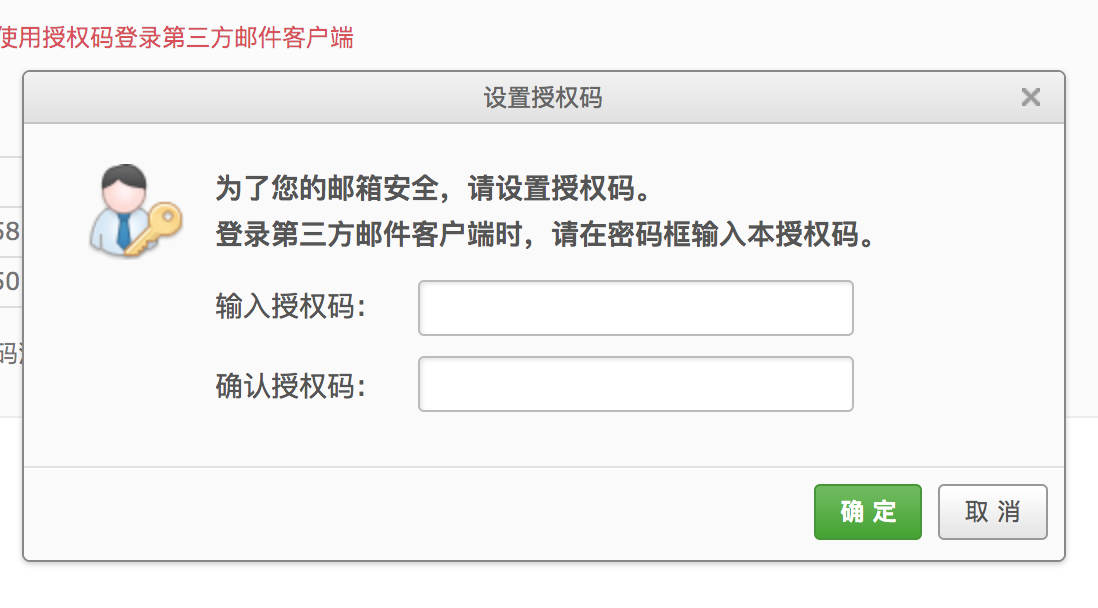 使用授权码登录第三方邮件客户端
设置授权码
为了您的邮箱安全，请设置授权码。
58
登录第三方邮件客户端时，请在密码框输入本授权码。
50
输入授权码：
码
确认授权码：
确 定
取 消